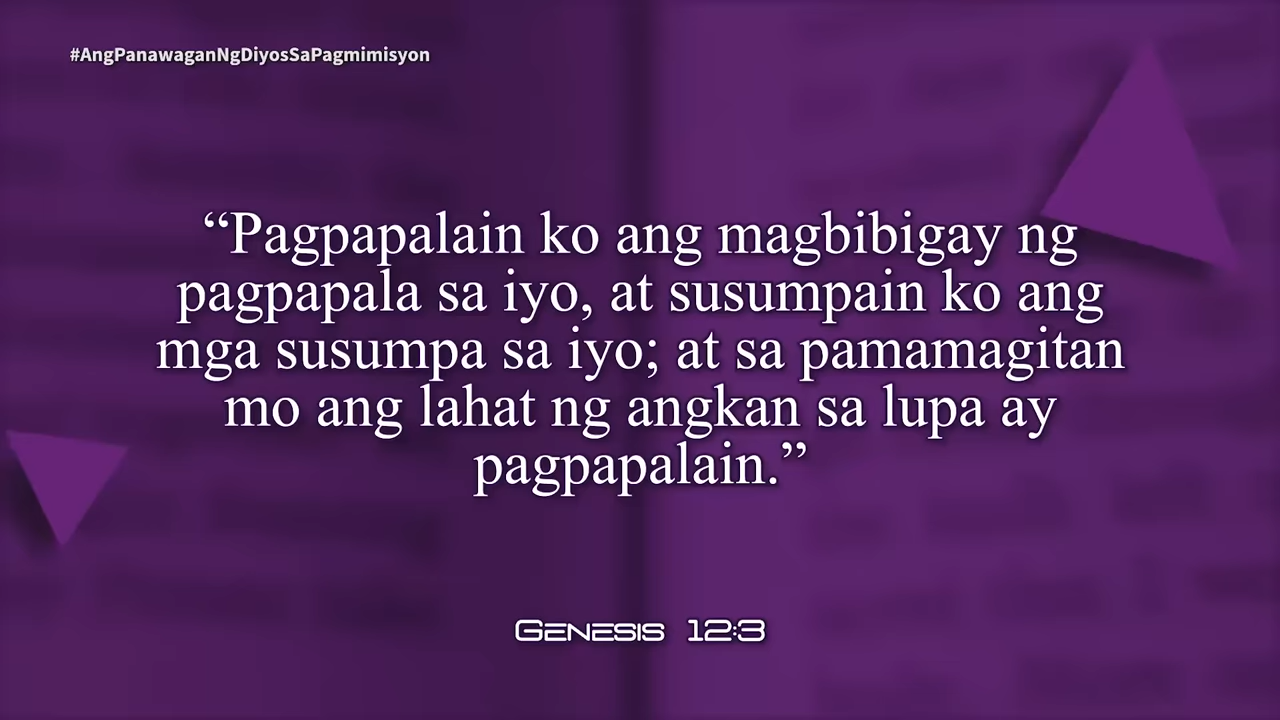 #AngPanawaganNgDiyosSaPagmimisyon
“Pagpapalain ko ang magbibigay ng
pagpapala sa iyo, at susumpain ko ang
mga susumpa sa iyo; at sa pamamagitan
mo ang lahat ng angkan sa lupa ay
pagpapalain.”
Genesis 12:3